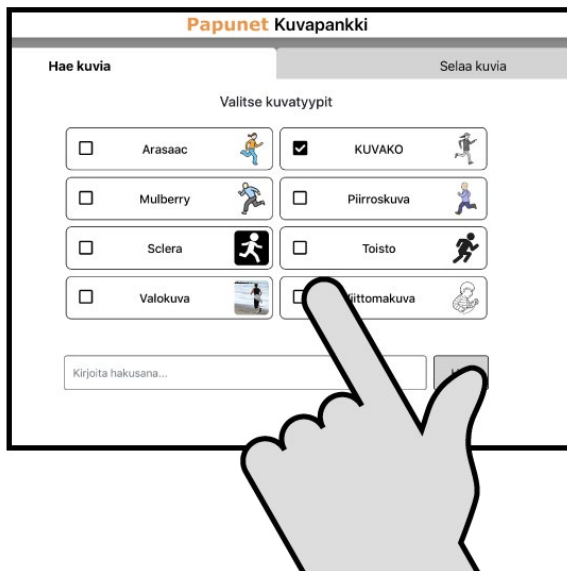 Papunet Kuvapankki
Hae kuvia Selaa kuvia
Valitse kuvatyypit
Arasaac KUVAKO
Mulberry Piirroskuva
Sclera Toisto
Valokuva
Kirjoita hakusana...